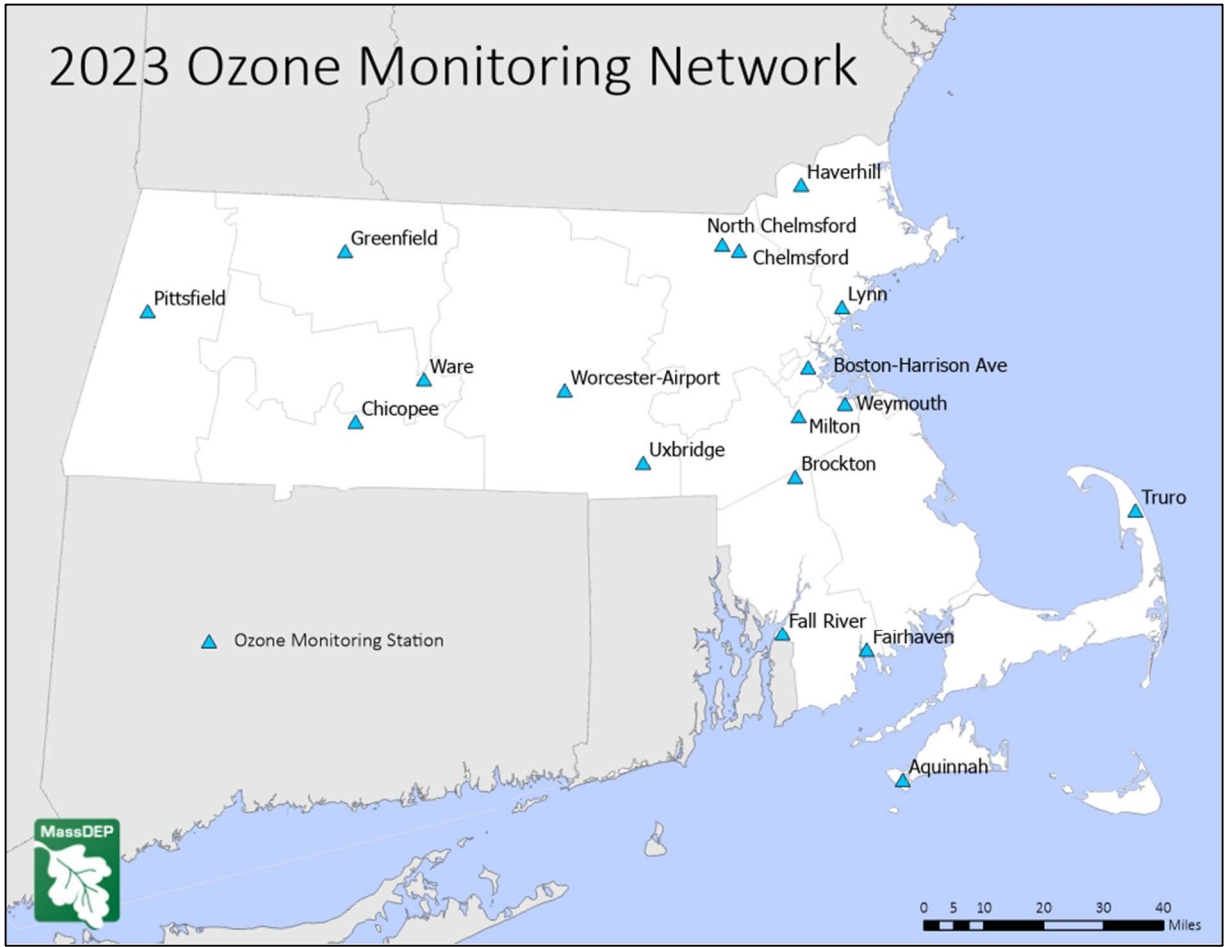 2023 Ozone Monitoring Network
Haverhill
North Chelmsford
Greenfield
Chelmsford
Pittsfield
Lynn
Ware
Boston-Harrison Ave
Worcester-Airport
Weymouth
Chicopee
Milton
Uxbridge
Brockton
Truro
Fall River
Fairhaven
Ozone Monitoring Station
Aquinnah
MassDEP
0 5 10 20 30 40
Miles